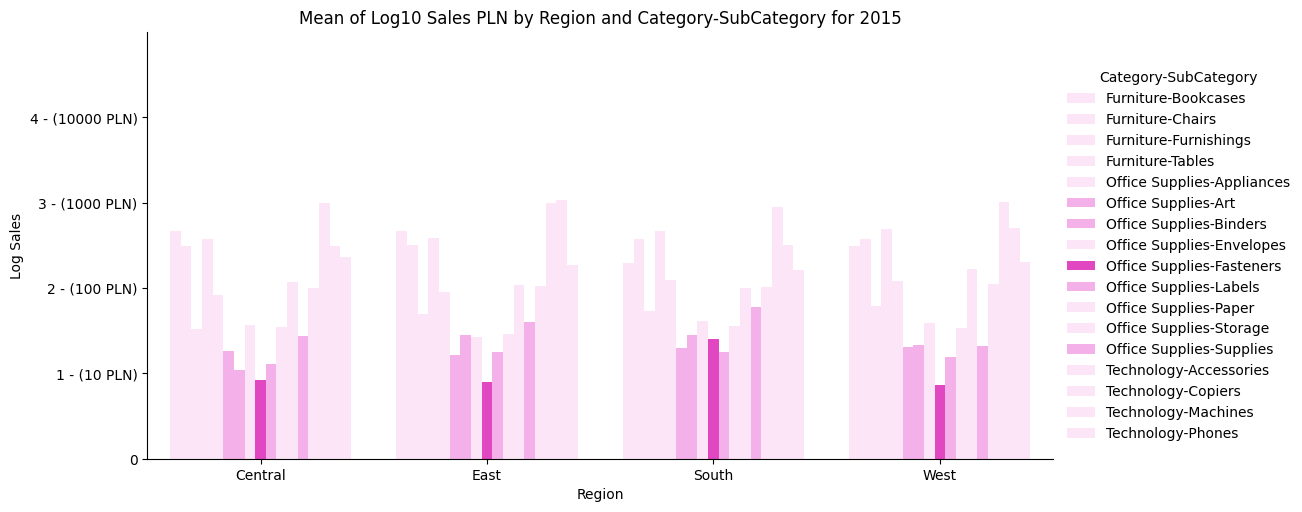 Mean of Log10 Sales PLN by Region and Category-SubCategory for 2015
Log Sales
4 - (10000 PLN)
3 - (1000 PLN)
2 - (100 PLN)
1 - (10 PLN)
0
Central
East
South
West
Region
Category-SubCategory
Furniture-Bookcases
Furniture-Chairs
Furniture-Furnishings
Furniture-Tables
Office Supplies-Appliances
Office Supplies-Art
Office Supplies-Binders
Office Supplies-Envelopes
Office Supplies-Fasteners
Office Supplies-Labels
Office Supplies-Paper
Office Supplies-Storage
Office Supplies-Supplies
Technology-Accessories
Technology-Copiers
Technology-Machines
Technology-Phones